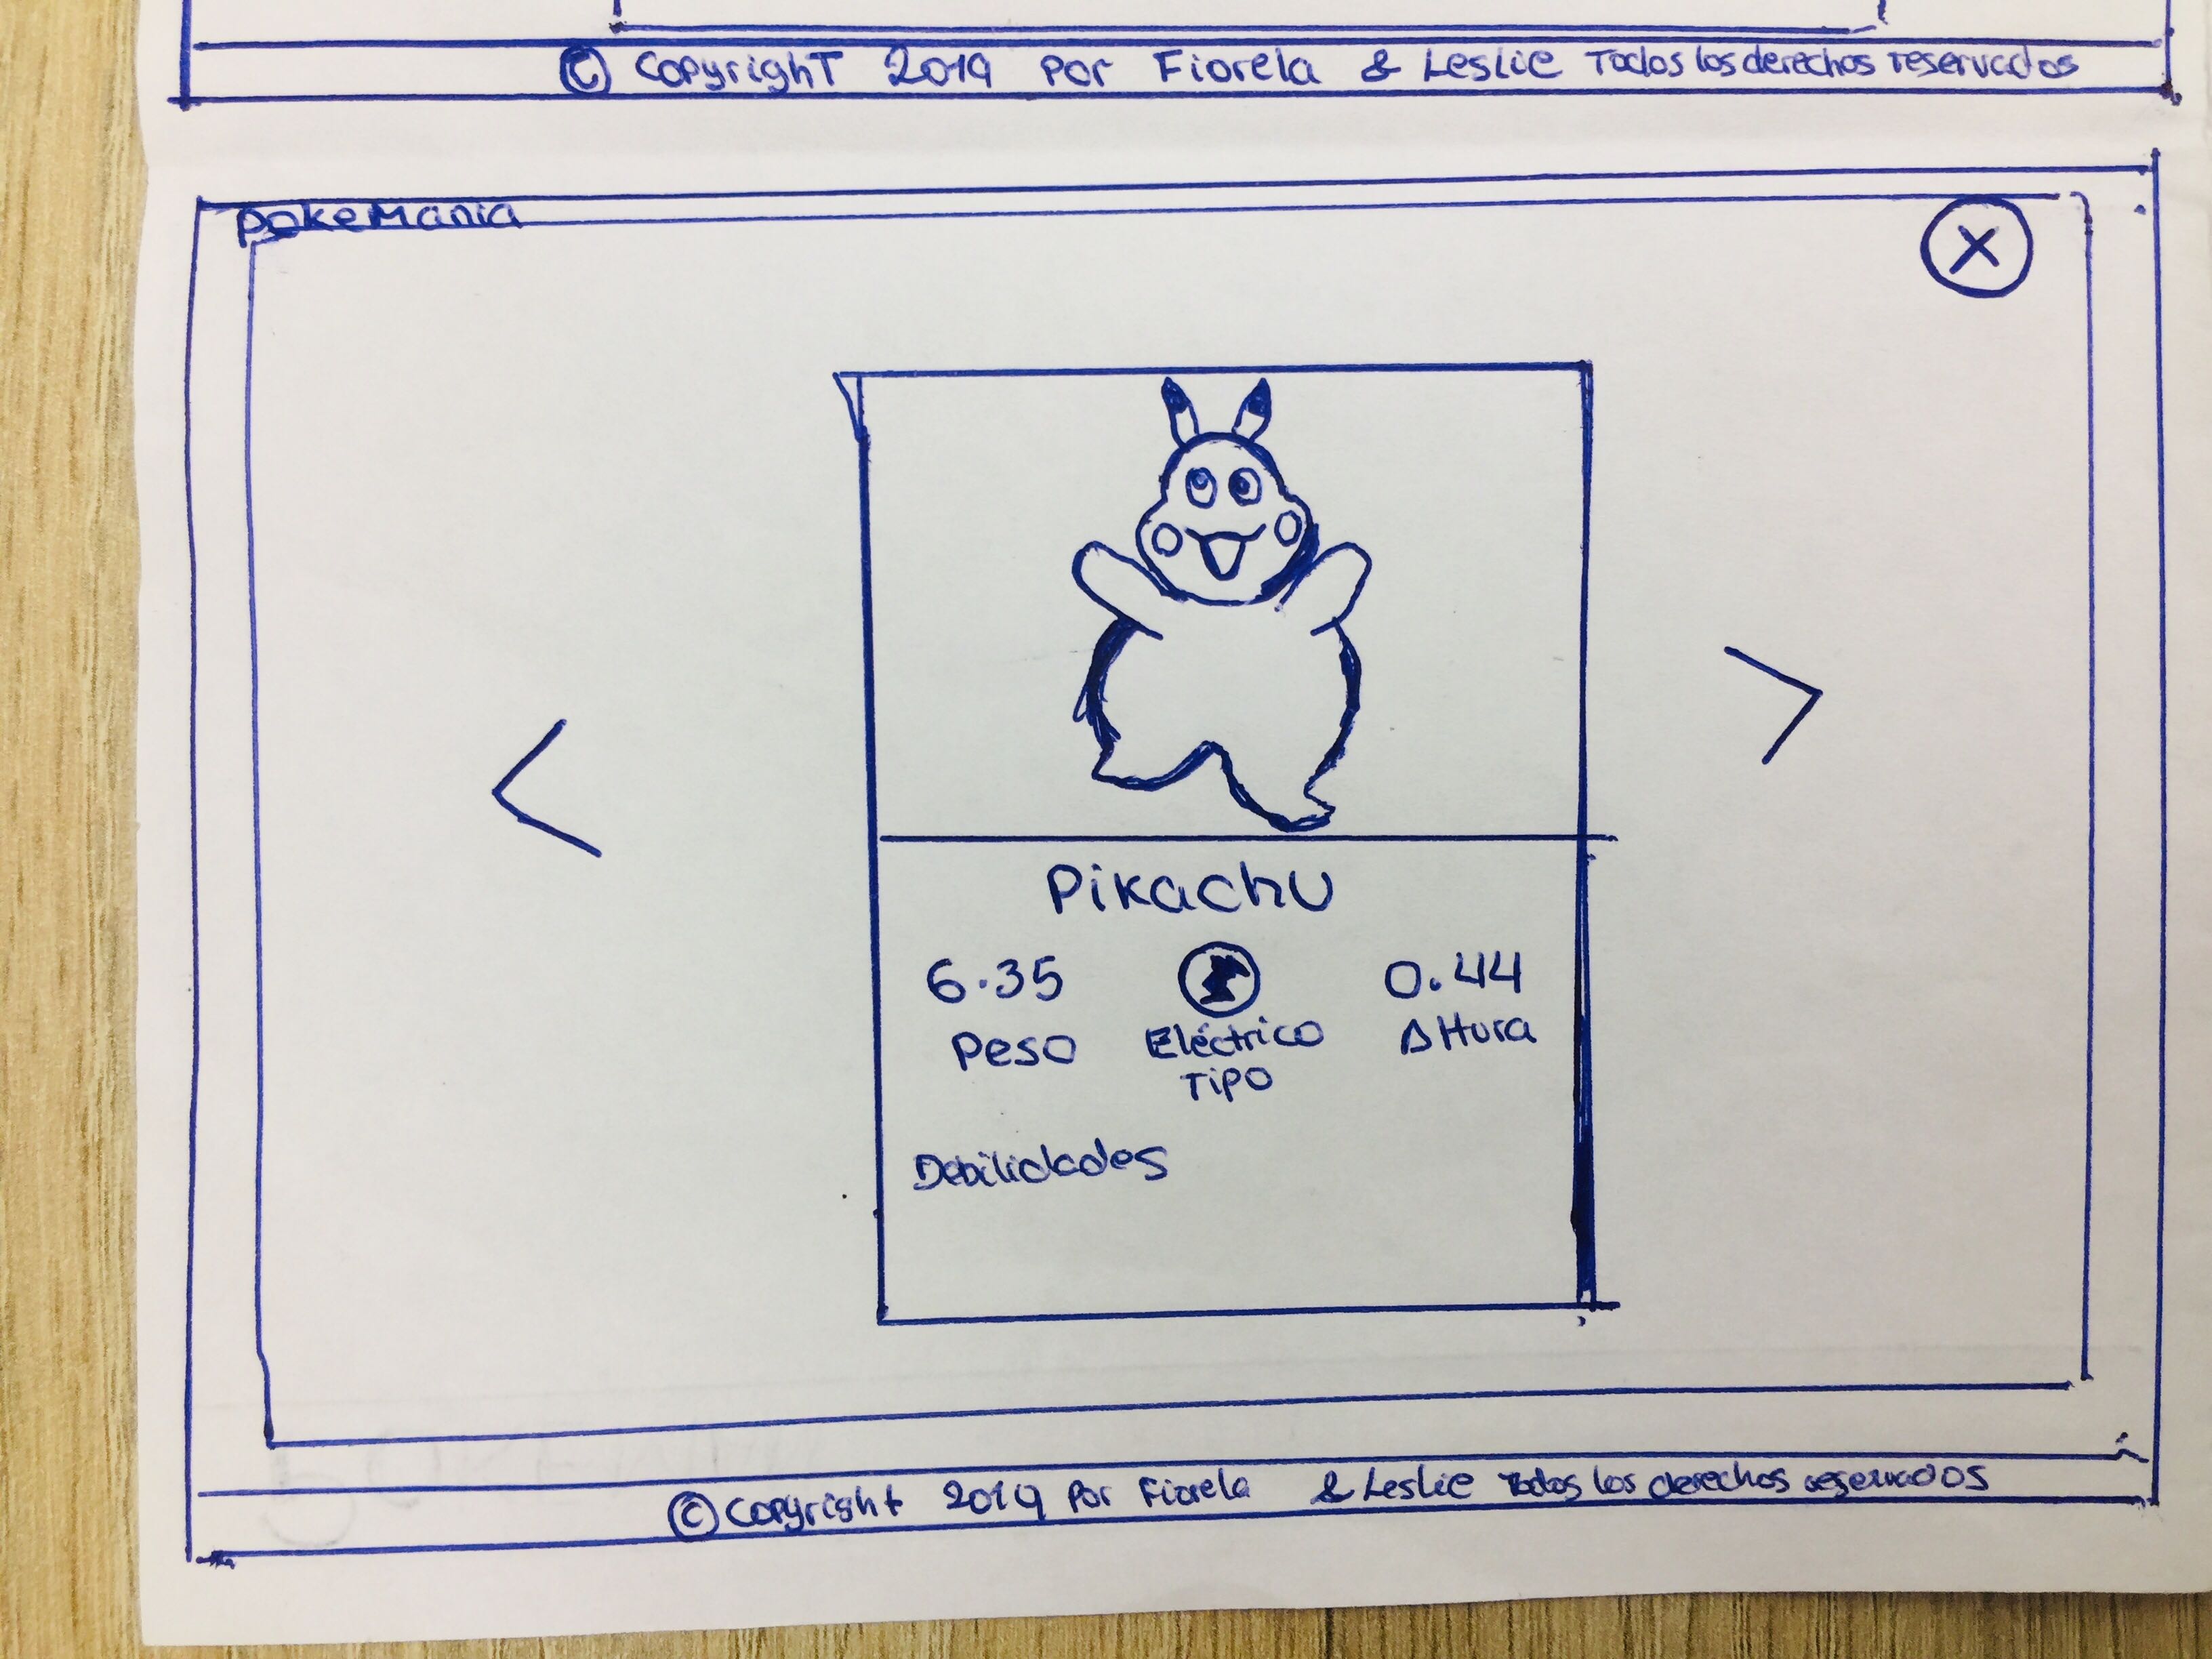 © Copyright 2019 por Fiorela & Leslie Todos los derechos reservados
pokeMania
X
<
>
Pikachu
6.35
0.44
Peso
Eléctrico
Altura
Tipo
Debilidades
© Copyright 2019 por Fiorela & Leslie Todos los derechos reservados